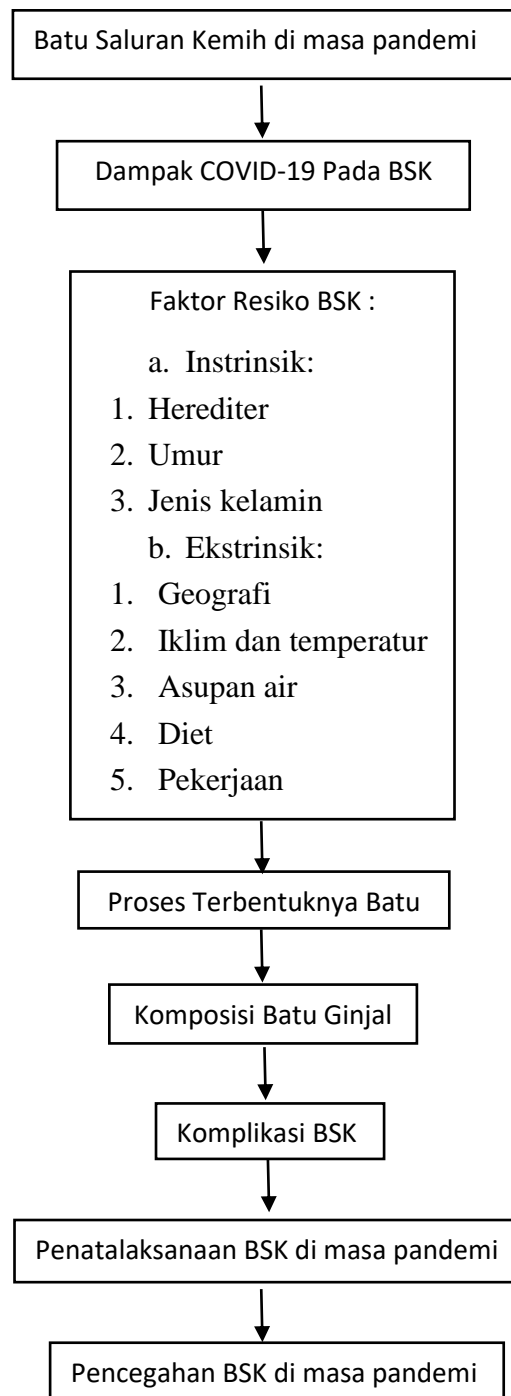 Batu Saluran Kemih di masa pandemi
Dampak COVID-19 Pada BSK
Faktor Resiko BSK :
a. Instrinsik:
1. Herediter
2. Umur
3. Jenis kelamin
b. Ekstrinsik:
1. Geografi
2. Iklim dan temperatur
3. Asupan air
4. Diet
5. Pekerjaan
Proses Terbentuknya Batu
Komposisi Batu Ginjal
Komplikasi BSK
Penatalaksanaan BSK di masa pandemi
Pencegahan BSK di masa pandemi